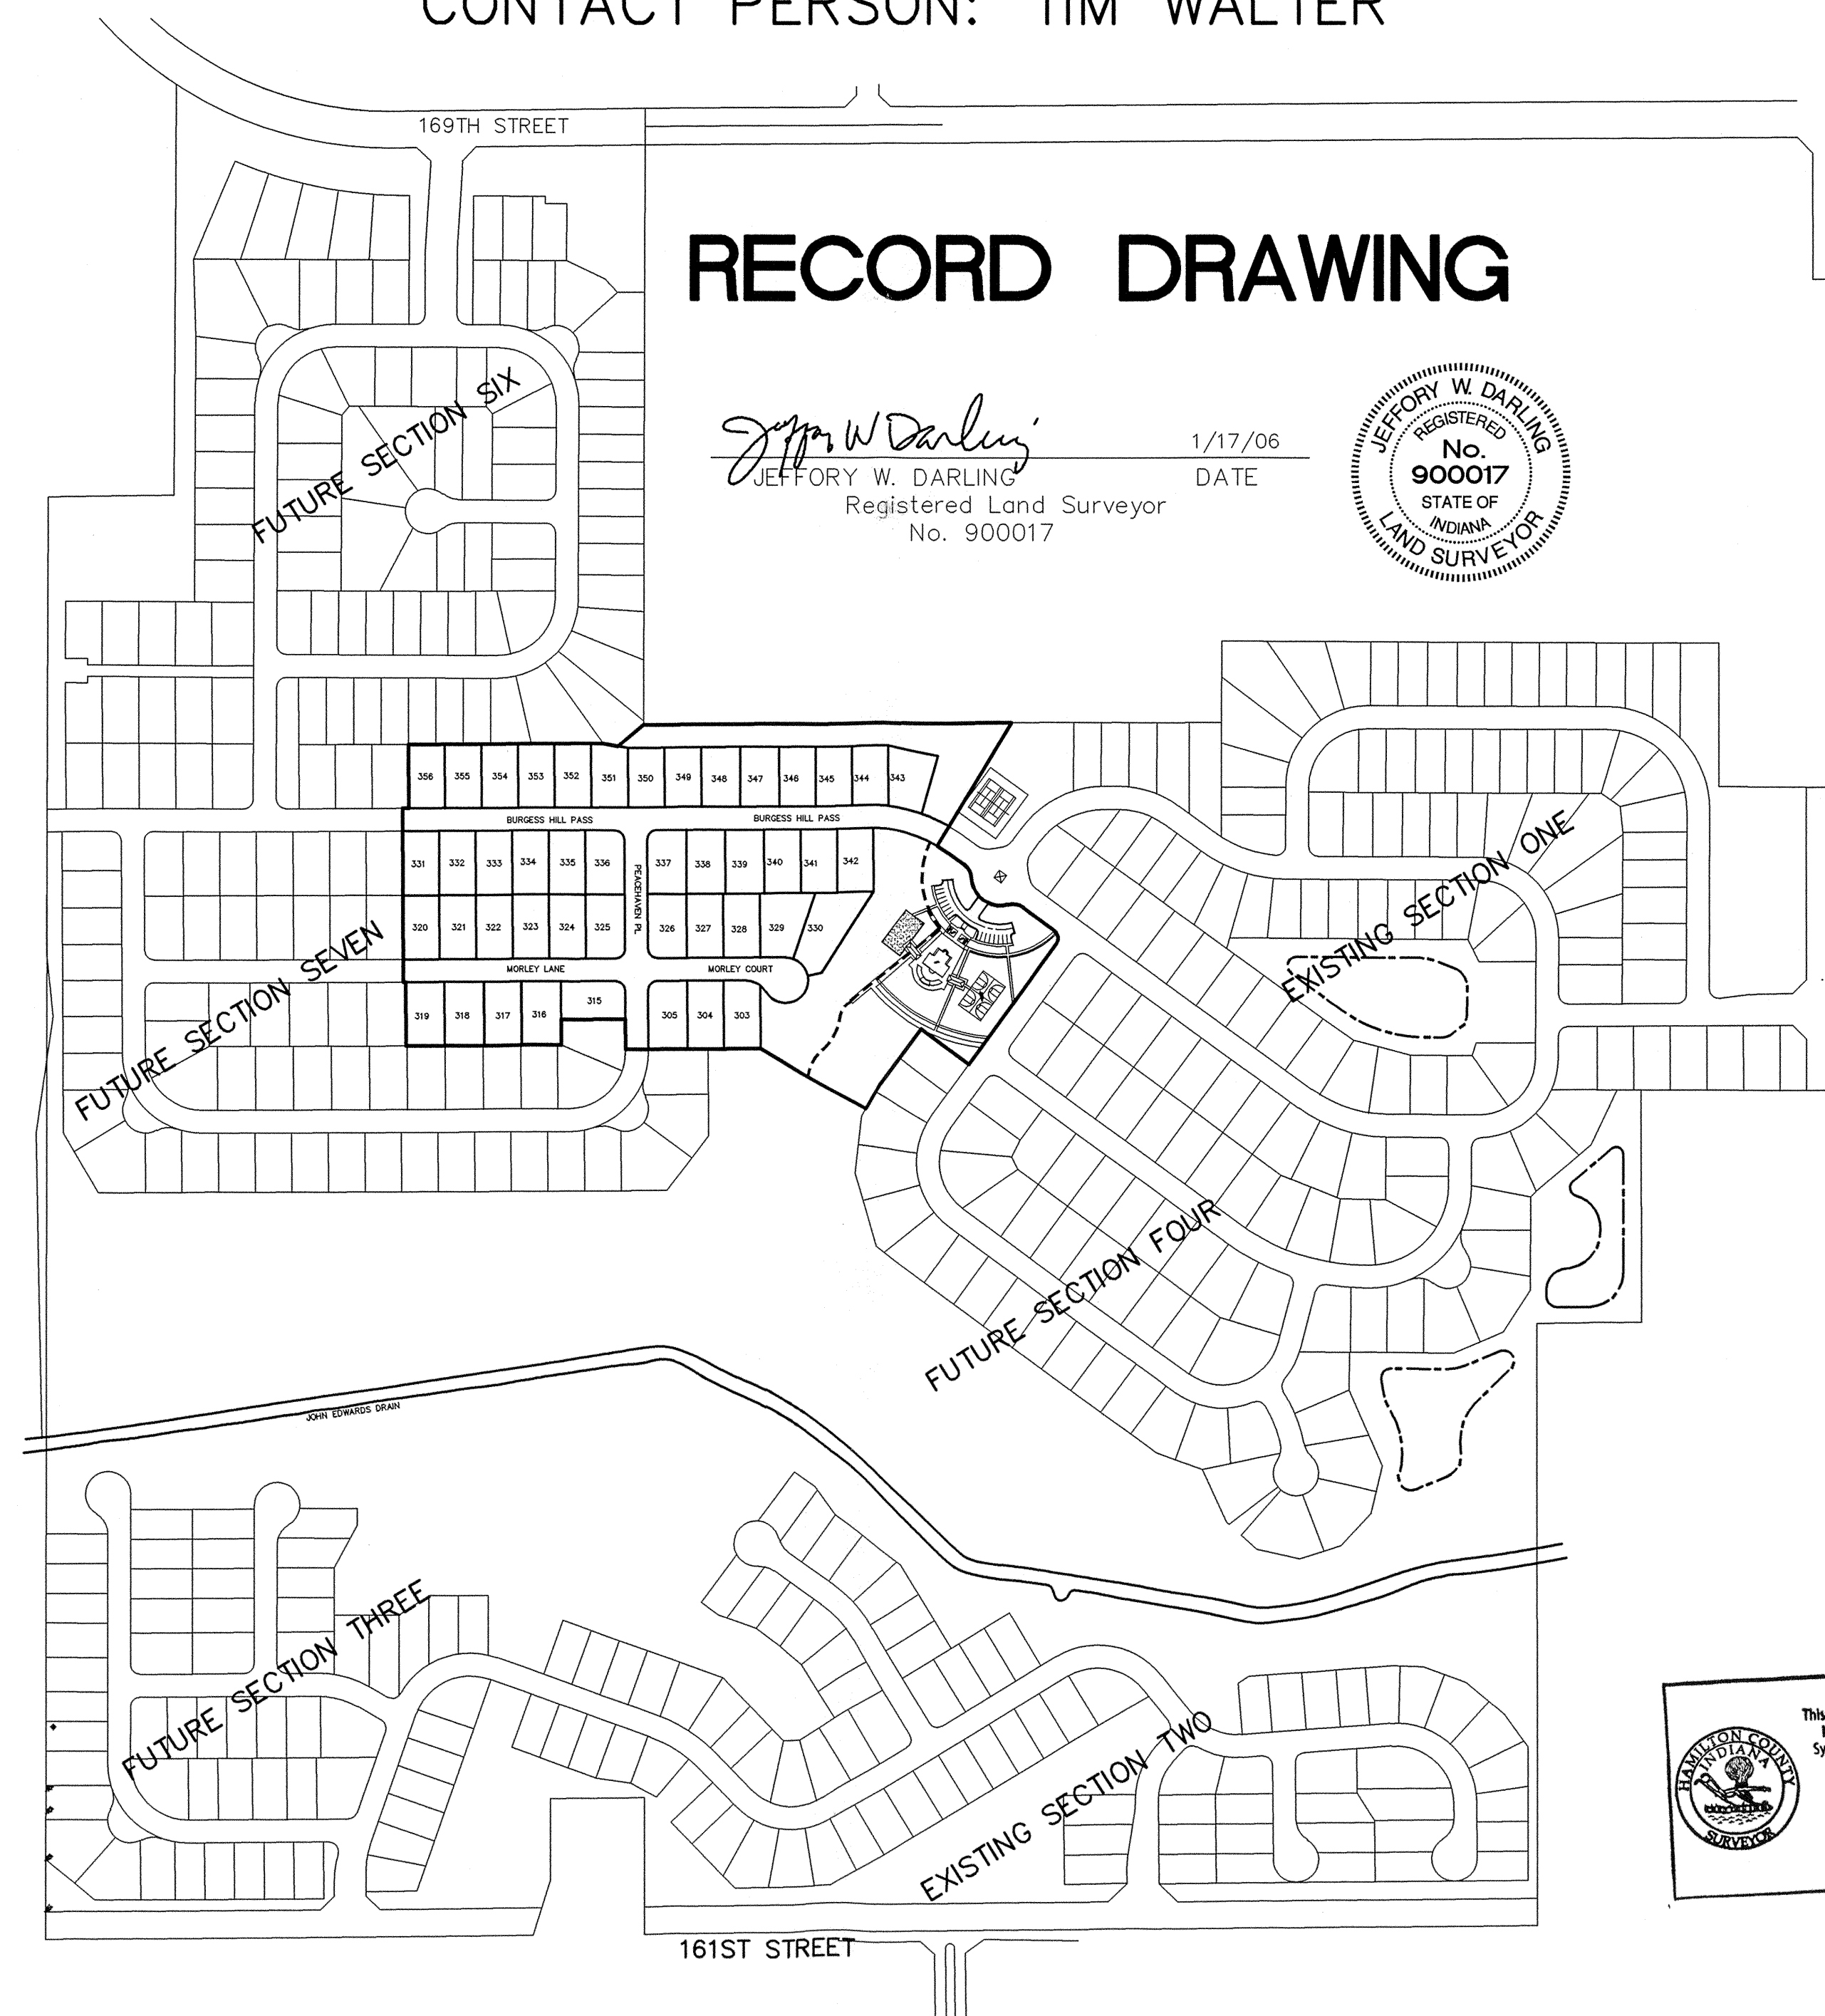 CONTACT PERSON: TIM WALTER
169TH STREET
RECORD DRAWING
Jeffory W Darling
1/17/06
JEFFORY W. DARLING
DATE
Registered Land Surveyor
No. 900017
JEFFORY W. DARLING
REGISTERED
No.
900017
STATE OF
INDIANA
LAND SURVEYOR
FUTURE SECTION SIX
356 355 354 353 352 351 350 349 348 347 346 345 344 343
BURGESS HILL PASS BURGESS HILL PASS
331 332 333 334 335 336 337 338 339 340 341 342
PEACEHAVEN PL
320 321 322 323 324 325 326 327 328 329 330
MORLEY LANE MORLEY COURT
319 318 317 316 315 305 304 303
EXISTING SECTION ONE
FUTURE SECTION SEVEN
FUTURE SECTION FOUR
JOHN EDWARDS DRAIN
FUTURE SECTION THREE
EXISTING SECTION TWO
This
Sy
HAMILTON COUNTY
INDIANA
SURVEYOR
161ST STREET